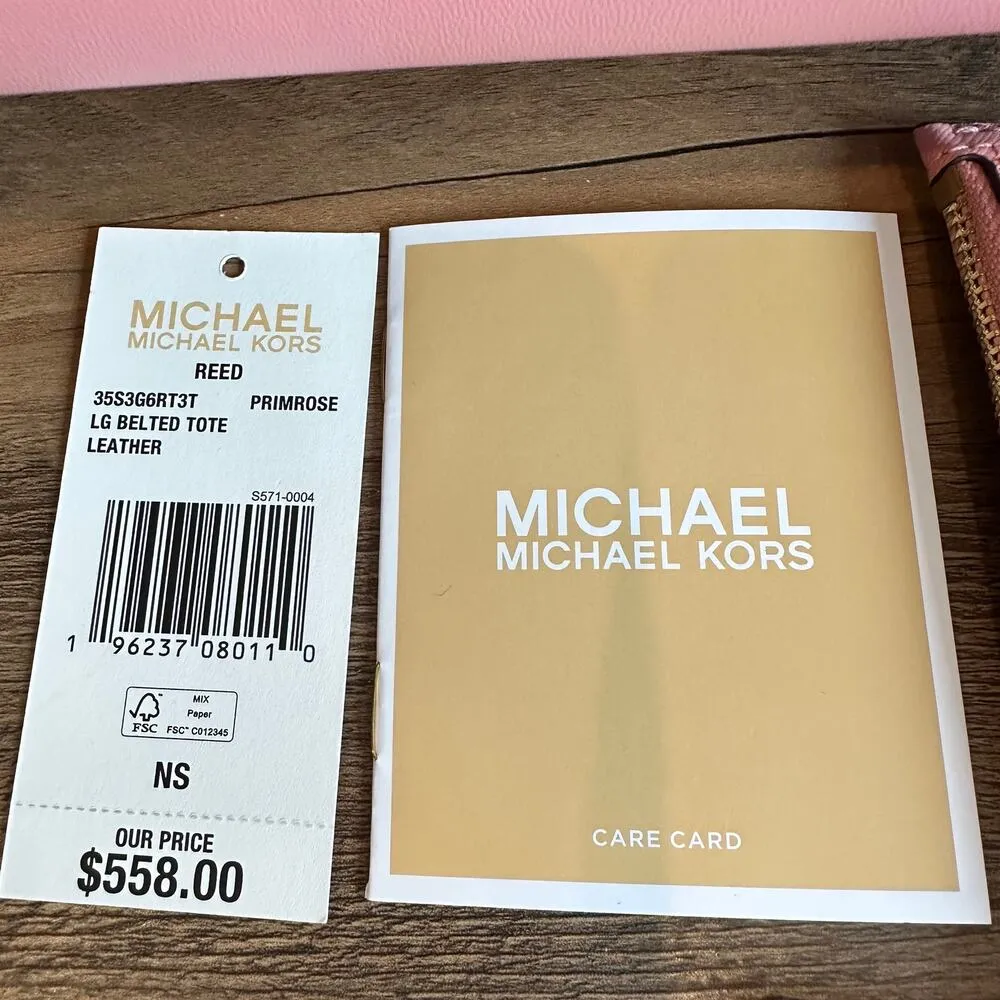 MICHAEL
MICHAEL KORS
REED
35S3G6RT3T PRIMROSE
LG BELTED TOTE
LEATHER
S571-0004
1 96237 08011 0
FSC™ MIX
Paper
FSC™ C012345
NS
OUR PRICE
$558.00
MICHAEL
MICHAEL KORS
CARE CARD